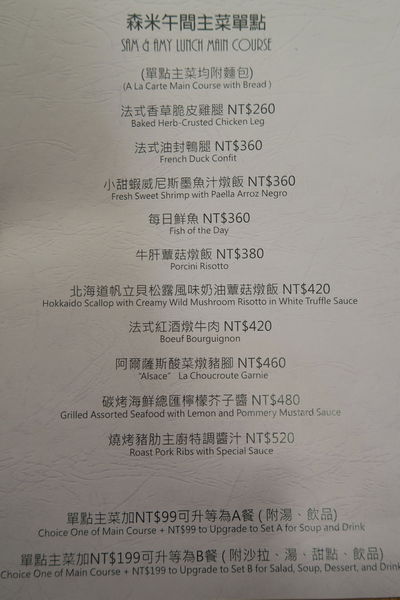 森米午間主菜單點
SAM & AMY LUNCH MAIN COURSE
(單點主菜均附麵包)
(A La Carte Main Course with Bread )
法式香草脆皮雞腿 NT$260
Baked Herb-Crusted Chicken Leg
法式油封鴨腿 NT$360
French Duck Confit
小甜蝦威尼斯墨魚汁燉飯 NT$360
Fresh Sweet Shrimp with Paella Arroz Negro
每日鮮魚 NT$360
Fish of the Day
牛肝蕈菇燉飯 NT$380
Porcini Risotto
北海道帆立貝松露風味奶油蕈菇燉飯 NT$420
Hokkaido Scallop with Creamy Wild Mushroom Risotto in White Truffle Sauce
法式紅酒燉牛肉 NT$420
Boeuf Bourguignon
阿爾薩斯酸菜燉豬腳 NT$460
"Alsace" La Choucroute Garnie
碳烤海鮮總匯檸檬芥子醬 NT$480
Grilled Assorted Seafood with Lemon and Pommery Mustard Sauce
燒烤豬肋主廚特調醬汁 NT$520
Roast Pork Ribs with Special Sauce
單點主菜加NT$99可升等為A餐 ( 附湯、飲品)
Choice One of Main Course + NT$99 to Upgrade to Set A for Soup and Drink
單點主菜加NT$199可升等為B餐 ( 附沙拉、湯、甜點、飲品)
Choice One of Main Course + NT$199 to Upgrade to Set B for Salad, Soup, Dessert, and Drink